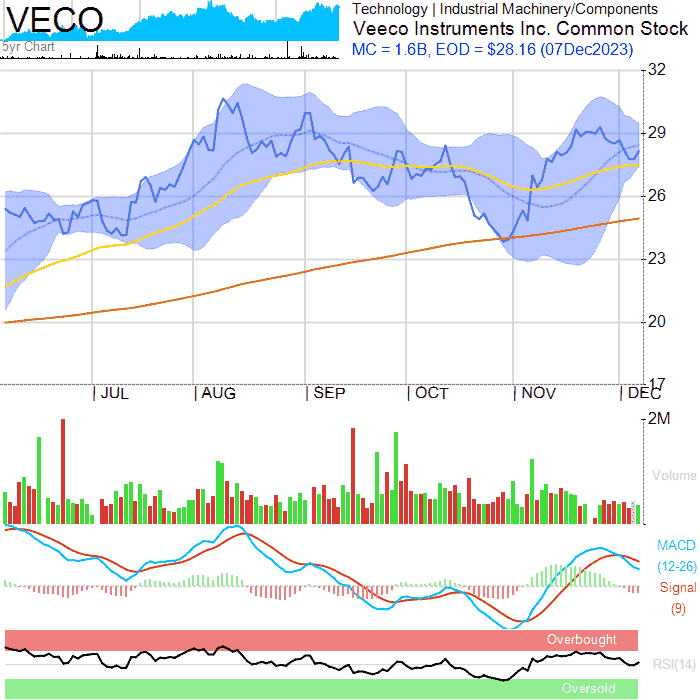 VECO
5yr Chart
Technology | Industrial Machinery/Components
Veeco Instruments Inc. Common Stock
MC = 1.6B, EOD = $28.16 (07Dec2023)
32
29
26
23
20
17
JUL
AUG
SEP
OCT
NOV
DEC
2M
Volume
MACD
(12-26)
Signal
(9)
Overbought
RSI(14)
Oversold